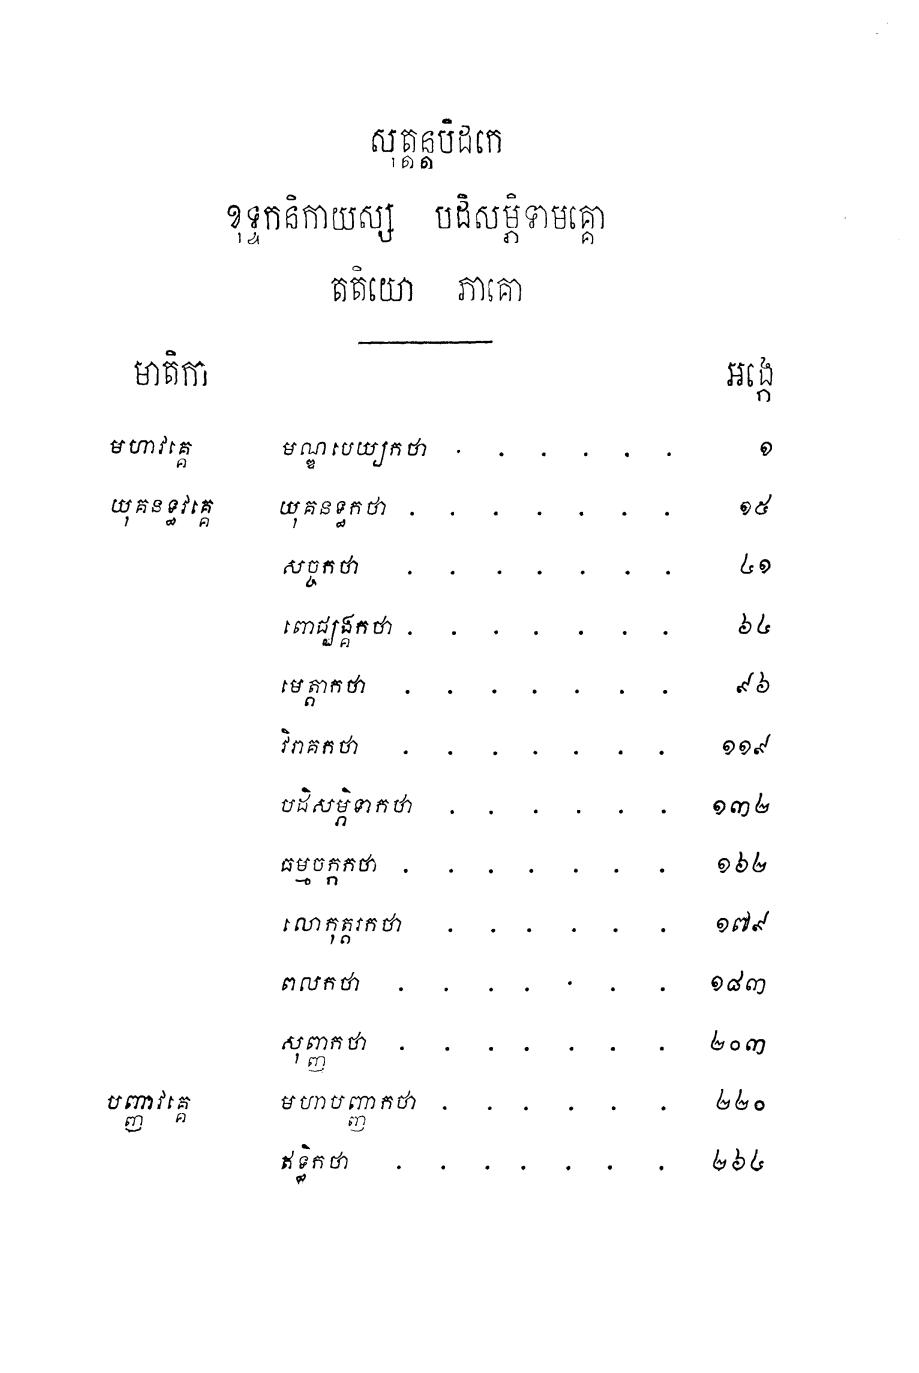 សុត្តន្តបិដកេ
ខុទ្ទកនិកាយស្ស បដិសម្ភិទាមគ្គោ
តតិយោ ភាគោ
មាតិកា អង្កេ
មហាវគ្គេ មណ្ឌបេយ្យកថា . . . . . . ១
យុគនទ្ធវគ្គេ យុគនទ្ធកថា . . . . . . . ១៥
សច្ចកថា . . . . . . . ៤១
ពោជ្ឈង្គកថា . . . . . . . ៦៤
មេត្តាកថា . . . . . . . ៩៦
វិរាគកថា . . . . . . . ១១៩
បដិសម្ភិទាកថា . . . . . . ១៣២
ធម្មចក្កកថា . . . . . . . ១៦២
លោកុត្តរកថា . . . . . . ១៧៩
ពលកថា . . . . . . . ១៨៣
សុញ្ញកថា . . . . . . . ២០៣
បញ្ញាវគ្គេ មហាបញ្ញាកថា . . . . . . ២២០
ឥទ្ធិកថា . . . . . . . ២៦៤